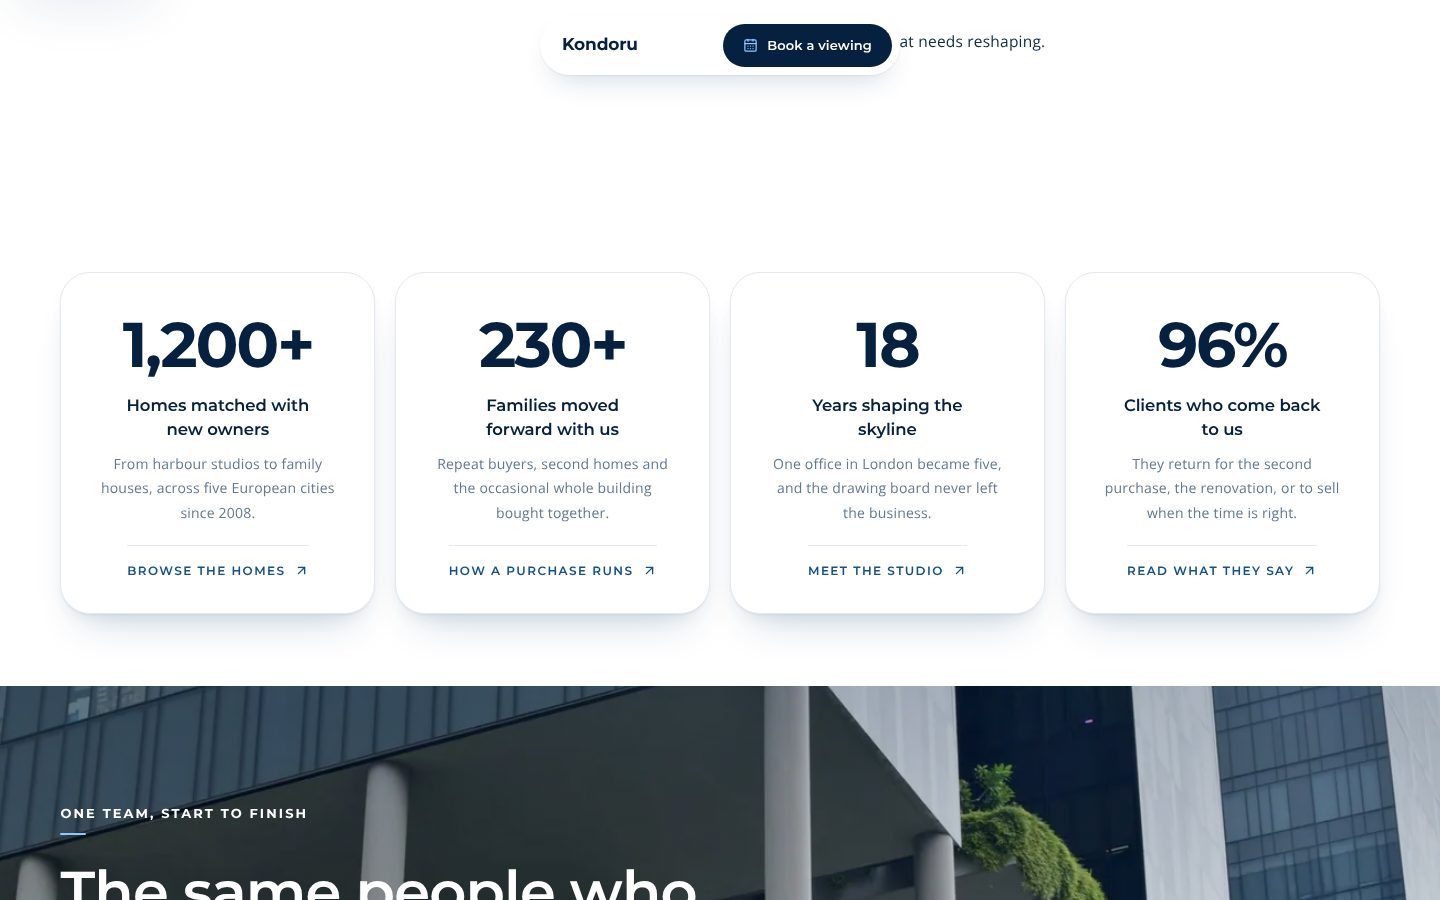 Kondoru
Book a viewing
at needs reshaping.
1,200+
Homes matched with
new owners
From harbour studios to family
houses, across five European cities
since 2008.
BROWSE THE HOMES
230+
Families moved
forward with us
Repeat buyers, second homes and
the occasional whole building
bought together.
HOW A PURCHASE RUNS
18
Years shaping the
skyline
One office in London became five,
and the drawing board never left
the business.
MEET THE STUDIO
96%
Clients who come back
to us
They return for the second
purchase, the renovation, or to sell
when the time is right.
READ WHAT THEY SAY
ONE TEAM, START TO FINISH
The same people who